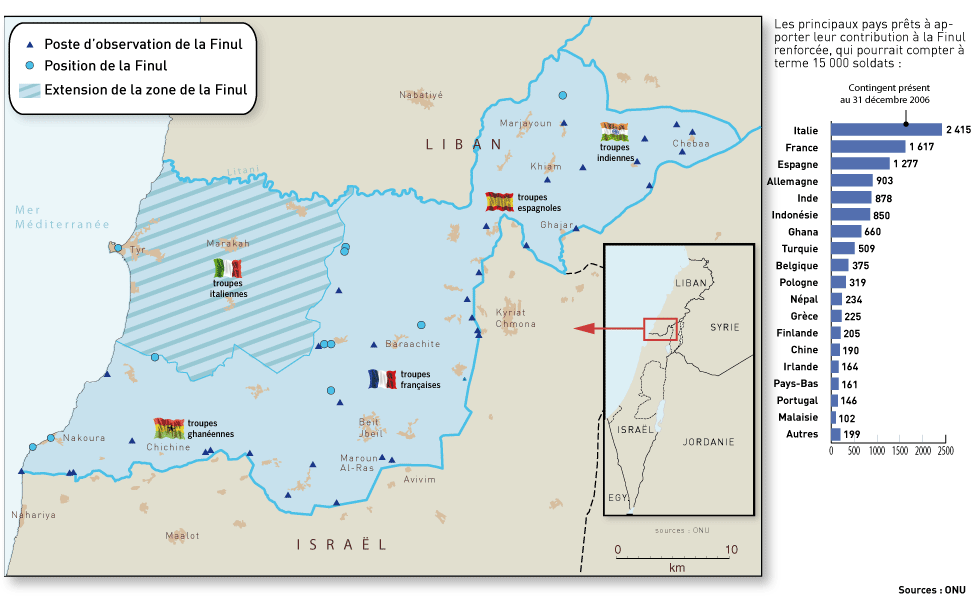 Poste d'observation de la Finul
Position de la Finul
Extension de la zone de la Finul
Nabatiyé
LIBAN
Marjayoun
troupes
indiennes
Chebaa
Khiam
Litani
troupes
espagnoles
Ghajar
Mer
Méditerranée
Tyr
Marakah
troupes
italiennes
Kyriat
Chmona
Baraachite
troupes
françaises
troupes
ghanéennes
Beit
Jbeil
Nakoura
Chichine
Maroun
Al-Ras
Avivim
Nahariya
Maalot
ISRAËL
LIBAN
SYRIE
ISRAËL
JORDANIE
EGY.
sources : ONU
0 10
km
Les principaux pays prêts à ap-
porter leur contribution à la Finul
renforcée, qui pourrait compter à
terme 15 000 soldats :
Contingent présent
au 31 décembre 2006
Italie 2 415
France 1 617
Espagne 1 277
Allemagne 903
Inde 878
Indonésie 850
Ghana 660
Turquie 509
Belgique 375
Pologne 319
Népal 234
Grèce 225
Finlande 205
Chine 190
Irlande 164
Pays-Bas 161
Portugal 146
Malaisie 102
Autres 199
0 500 1000 1500 2000 2500
Sources : ONU